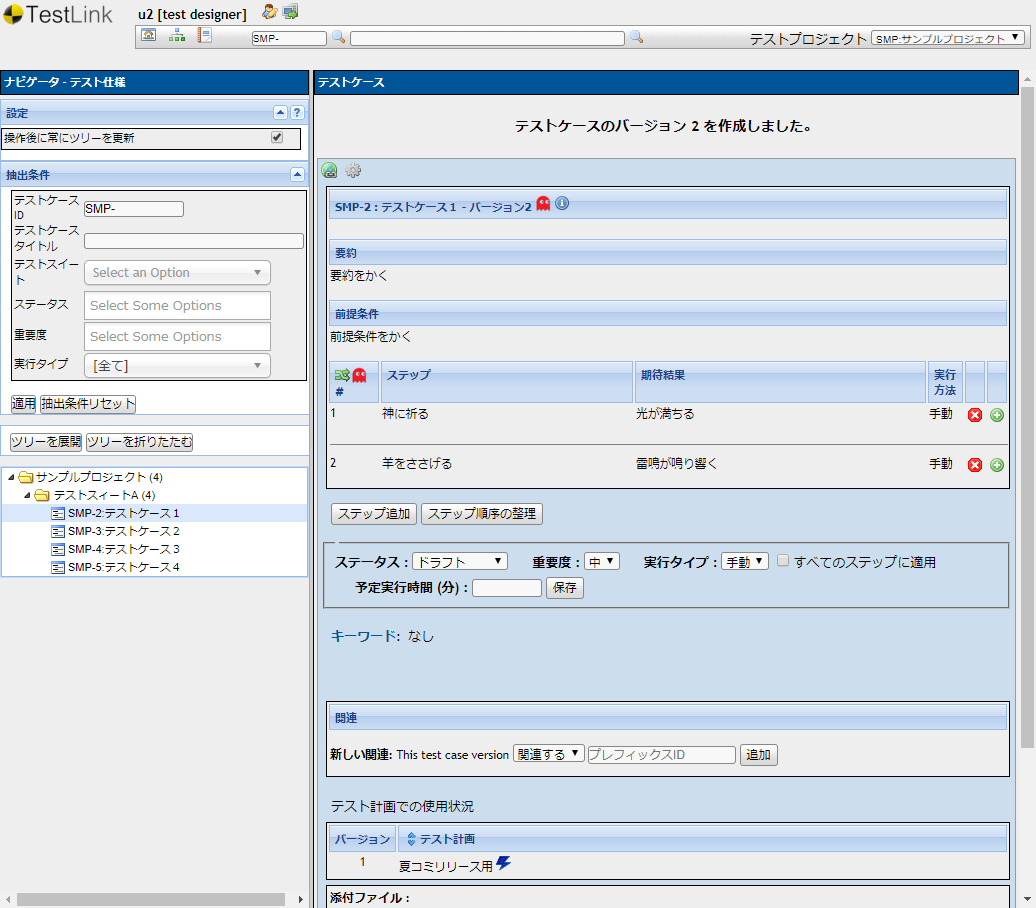 TestLink
u2 [test designer]
SMP-
テストプロジェクト SMP:サンプルプロジェクト
ナビゲータ - テスト仕様
設定
操作後に常にツリーを更新
抽出条件
テストケース
ID
SMP-
テストケース
タイトル
テストスイー
ト
Select an Option
ステータス
Select Some Options
重要度
Select Some Options
実行タイプ
[全て]
適用 抽出条件リセット
ツリーを展開 ツリーを折りたたむ
サンプルプロジェクト (4)
テストスィートA (4)
SMP-2:テストケース１
SMP-3:テストケース２
SMP-4:テストケース３
SMP-5:テストケース４
テストケース
テストケースのバージョン 2 を作成しました。
SMP-2 : テストケース１ - バージョン2
要約
要約をかく
前提条件
前提条件をかく
# ステップ 期待結果 実行
方法
1 神に祈る 光が満ちる 手動
2 羊をささげる 雷鳴が鳴り響く 手動
ステップ追加 ステップ順序の整理
ステータス : ドラフト 重要度 : 中 実行タイプ : 手動 すべてのステップに適用
予定実行時間 (分) : 保存
キーワード: なし
関連
新しい関連: This test case version 関連する プレフィックスID 追加
テスト計画での使用状況
バージョン テスト計画
1 夏コミリリース用
添付ファイル :